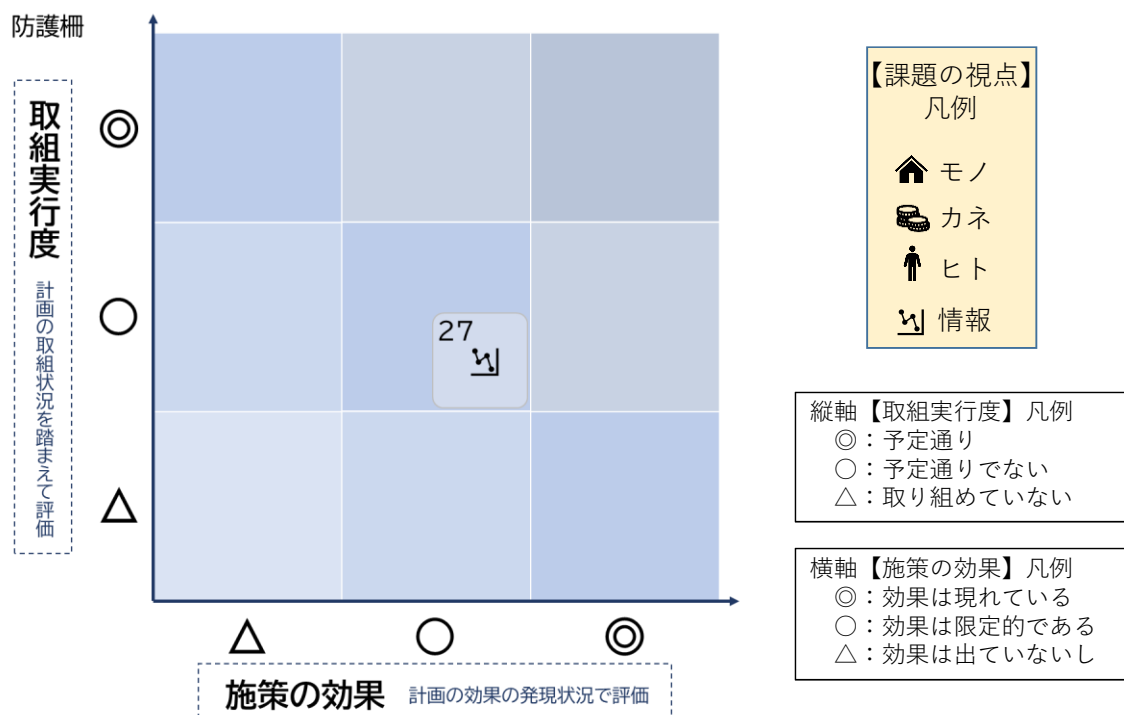 防護柵
取組実行度
計画の取組状況を踏まえて評価
◎
○
△
27
△
○
◎
施策の効果 計画の効果の発現状況で評価
【課題の視点】
凡例
モノ
カネ
ヒト
情報
縦軸【取組実行度】凡例
◎：予定通り
○：予定通りでない
△：取り組めていない
横軸【施策の効果】凡例
◎：効果は現れている
○：効果は限定的である
△：効果は出ていないし